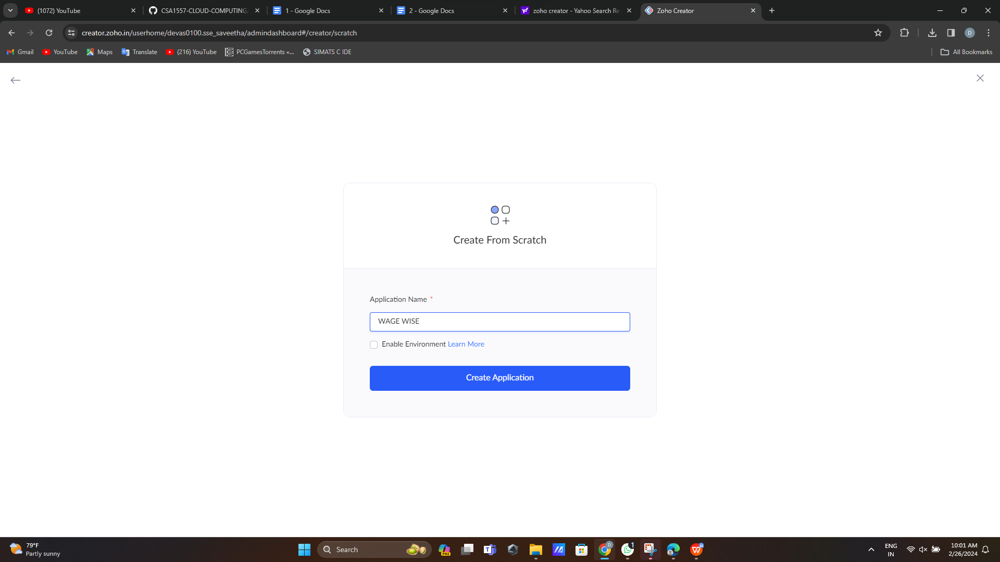 (1072) YouTube
CSA1557-CLOUD-COMPUTING
1 - Google Docs
2 - Google Docs
zoho creator - Yahoo Search Re
Zoho Creator
creator.zoho.in/userhome/devas0100.sse_saveetha/admindashboard#/creator/scratch
D
Gmail
YouTube
Maps
Translate
(216) YouTube
PCGamesTorrents «...
SIMATS C IDE
All Bookmarks
Create From Scratch
Application Name *
WAGE WISE
Enable Environment Learn More
Create Application
79°F
Partly sunny
Search
PRE
D
1
ENG
IN
10:01 AM
2/26/2024